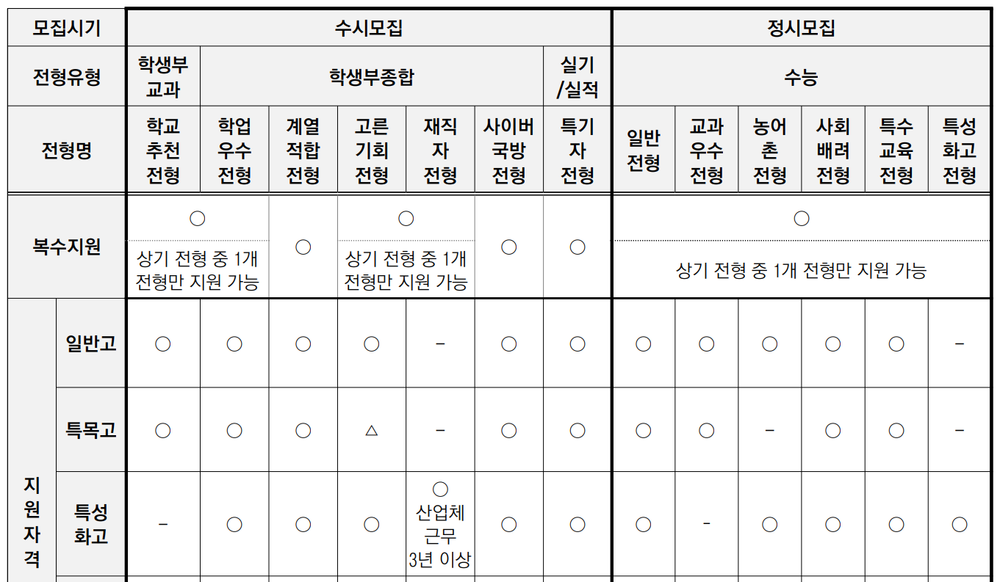 모집시기 수시모집 정시모집
전형유형 학생부 교과 학생부종합 실기 /실적 수능
전형명 학교 추천 전형 학업 우수 전형 계열 적합 전형 고른 기회 전형 재직 자 전형 사이버 국방 전형 특기 자 전형 일반 전형 교과 우수 전형 농어 촌 전형 사회 배려 전형 특수 교육 전형 특성 화고 전형
복수지원 ○ 상기 전형 중 1개 전형만 지원 가능 ○ ○ 상기 전형 중 1개 전형만 지원 가능 ○ ○ ○ 상기 전형 중 1개 전형만 지원 가능
지원자격
일반고 ○ ○ ○ ○ - ○ ○ ○ ○ ○ ○ ○ -
특목고 ○ ○ ○ △ - ○ ○ ○ ○ - ○ ○ -
특성 화고 - ○ ○ ○ ○ 산업체 근무 3년 이상 ○ ○ ○ - ○ ○ ○ ○